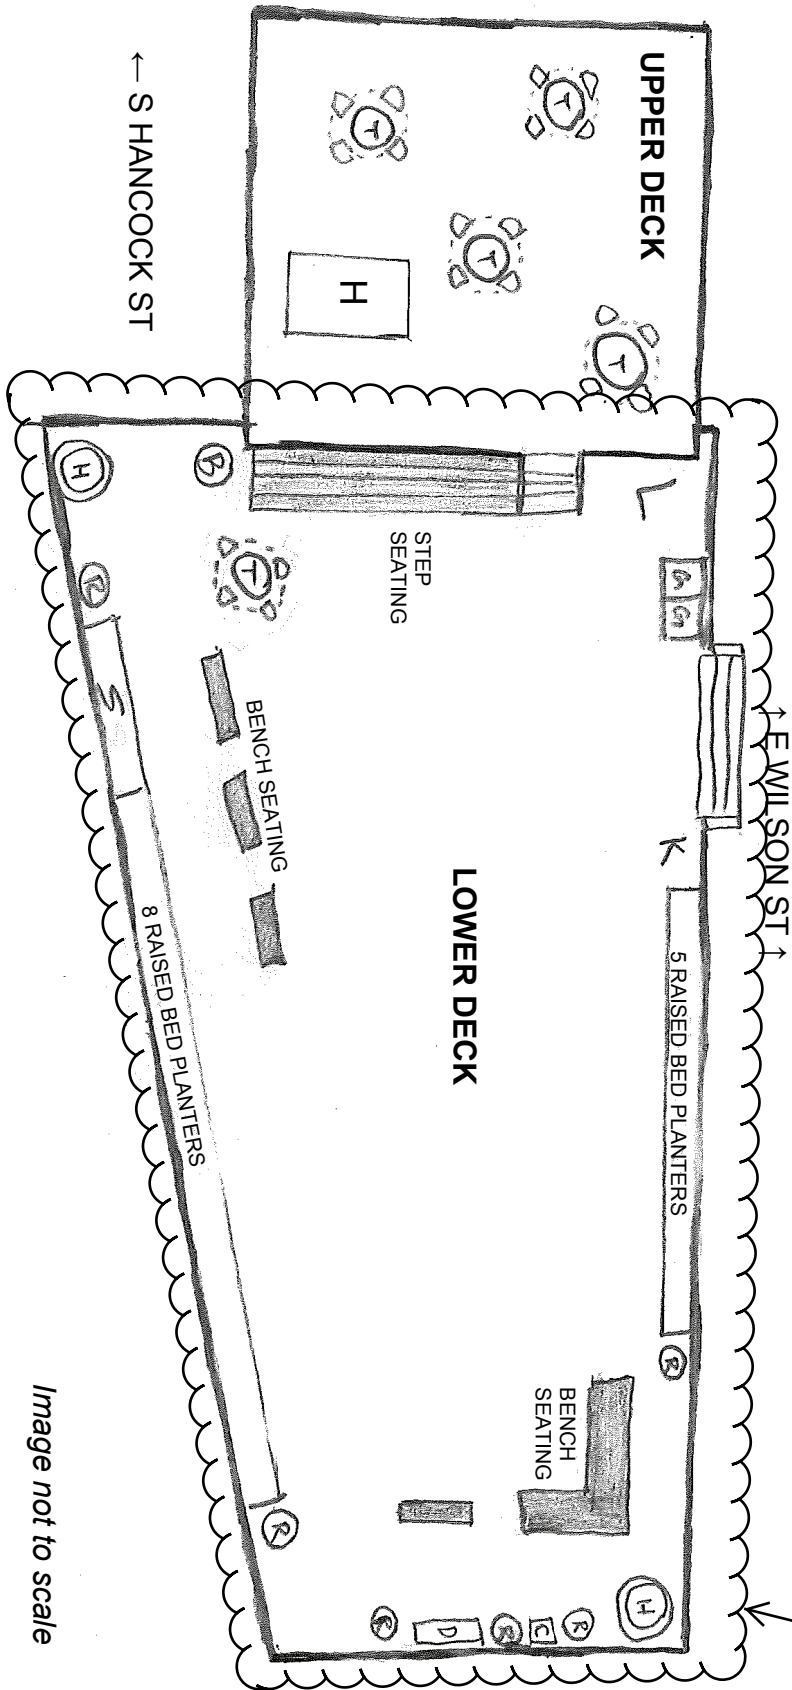 ↑ E WILSON ST ↑
← S HANCOCK ST
UPPER DECK
T
T
T
T
H
L
G
G
K
5 RAISED BED PLANTERS
R
STEP
SEATING
LOWER DECK
BENCH
SEATING
H
R
C
R
D
R
B
T
BENCH SEATING
H
R
S
8 RAISED BED PLANTERS
R
Image not to scale